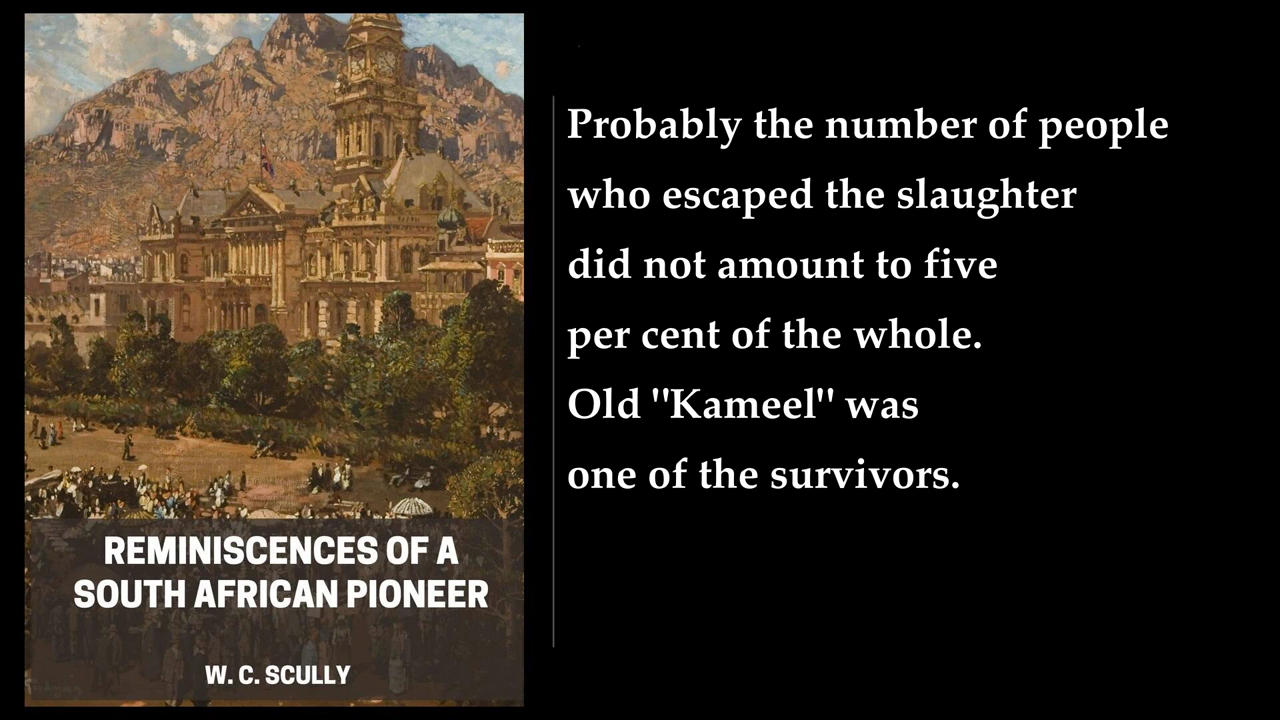 Probably the number of people
who escaped the slaughter
did not amount to five
per cent of the whole.
Old "Kameel" was
one of the survivors.
REMINISCENCES OF A
SOUTH AFRICAN PIONEER
W. C. SCULLY